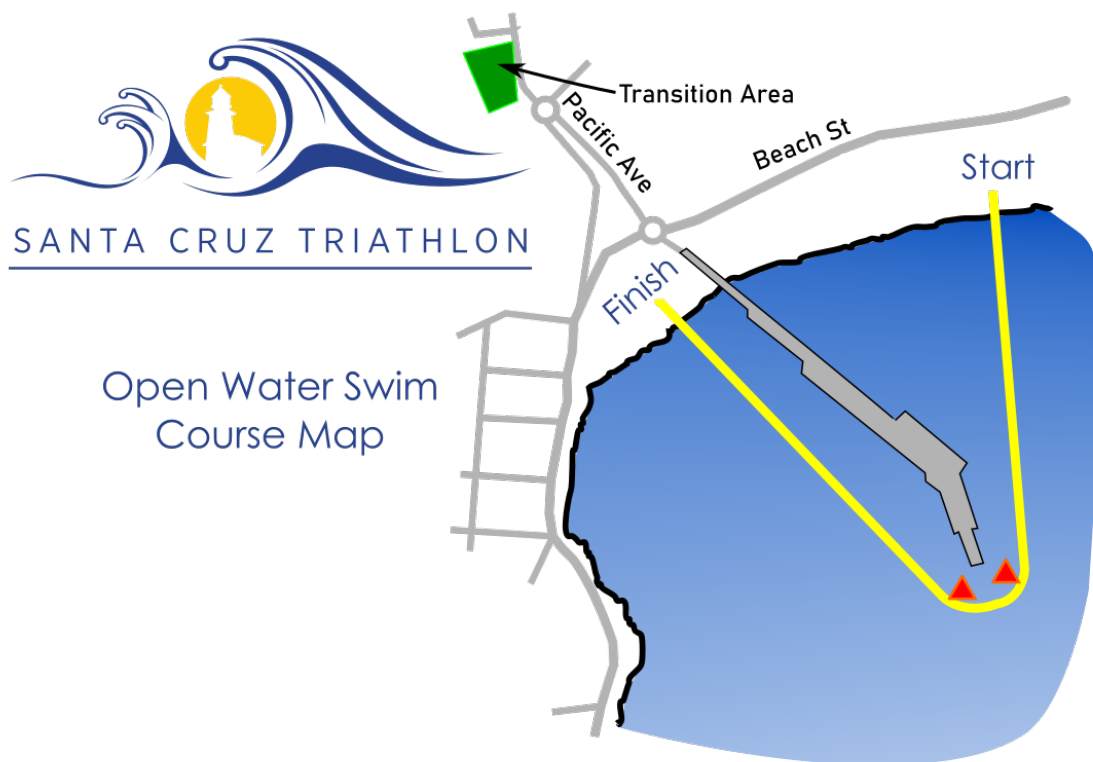 SANTA CRUZ TRIATHLON
Open Water Swim
Course Map
Transition Area
Pacific Ave
Beach St
Start
Finish